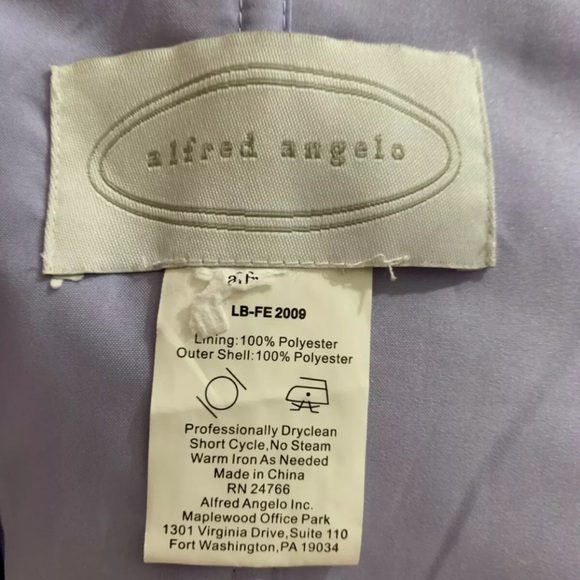 alfred angelo
LB-FE 2009
Lining:100% Polyester
Outer Shell:100% Polyester
Professionally Dryclean
Short Cycle,No Steam
Warm Iron As Needed
Made in China
RN 24766
Alfred Angelo Inc.
Maplewood Office Park
1301 Virginia Drive,Suite 110
Fort Washington,PA 19034